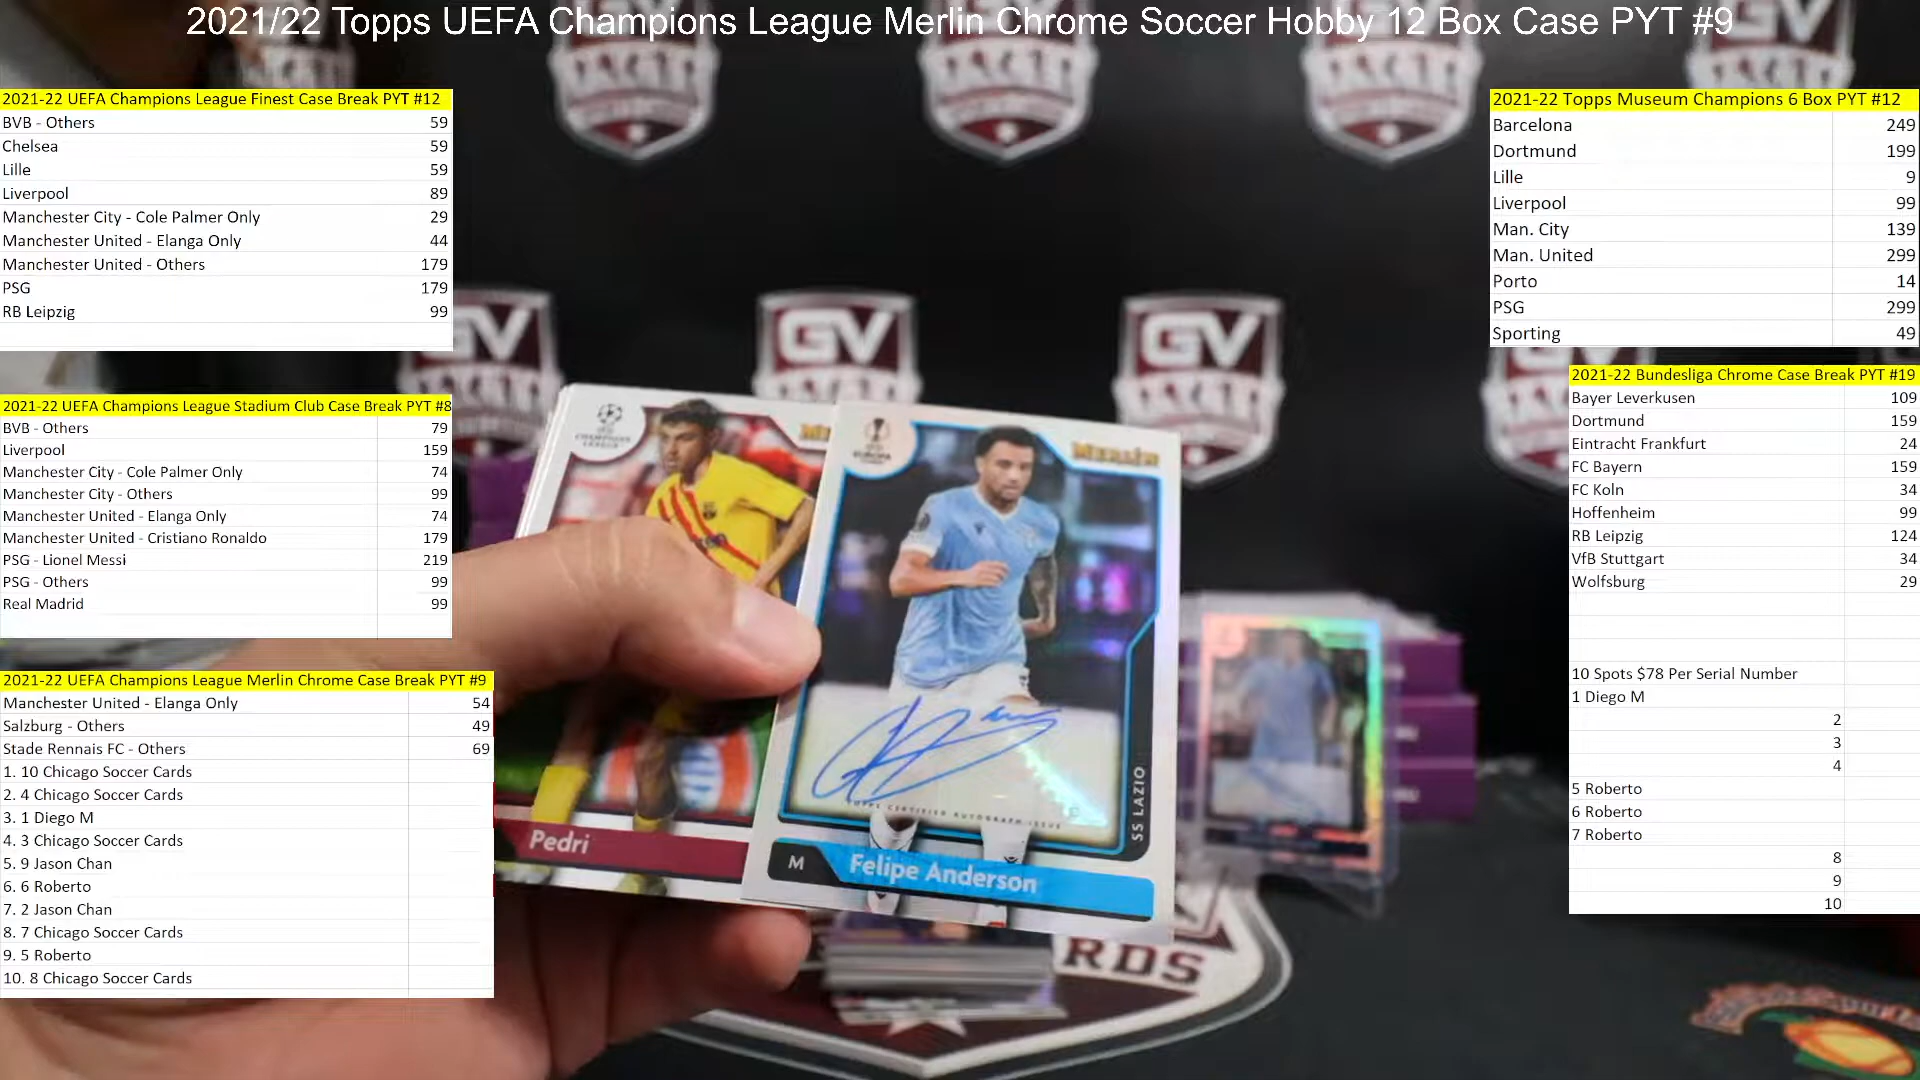 2021/22 Topps UEFA Champions League Merlin Chrome Soccer Hobby 12 Box Case PYT #9
2021-22 UEFA Champions League Finest Case Break PYT #12
BVB - Others 59
Chelsea 59
Lille 59
Liverpool 89
Manchester City - Cole Palmer Only 29
Manchester United - Elanga Only 44
Manchester United - Others 179
PSG 179
RB Leipzig 99
2021-22 UEFA Champions League Stadium Club Case Break PYT #8
BVB - Others 79
Liverpool 159
Manchester City - Cole Palmer Only 74
Manchester City - Others 99
Manchester United - Elanga Only 74
Manchester United - Cristiano Ronaldo 179
PSG - Lionel Messi 219
PSG - Others 99
Real Madrid 99
2021-22 UEFA Champions League Merlin Chrome Case Break PYT #9
Manchester United - Elanga Only 54
Salzburg - Others 49
Stade Rennais FC - Others 69
1. 10 Chicago Soccer Cards
2. 4 Chicago Soccer Cards
3. 1 Diego M
4. 3 Chicago Soccer Cards
5. 9 Jason Chan
6. 6 Roberto
7. 2 Jason Chan
8. 7 Chicago Soccer Cards
9. 5 Roberto
10. 8 Chicago Soccer Cards
GV
GV
GV
Merlin
Pedri
SS LAZIO
TOPPS CERTIFIED AUTOGRAPH ISSUE
M Felipe Anderson
2021-22 Topps Museum Champions 6 Box PYT #12
Barcelona 249
Dortmund 199
Lille 9
Liverpool 99
Man. City 139
Man. United 299
Porto 14
PSG 299
Sporting 49
2021-22 Bundesliga Chrome Case Break PYT #19
Bayer Leverkusen 109
Dortmund 159
Eintracht Frankfurt 24
FC Bayern 159
FC Koln 34
Hoffenheim 99
RB Leipzig 124
VfB Stuttgart 34
Wolfsburg 29
10 Spots $78 Per Serial Number
1 Diego M
2
3
4
5 Roberto
6 Roberto
7 Roberto
8
9
10